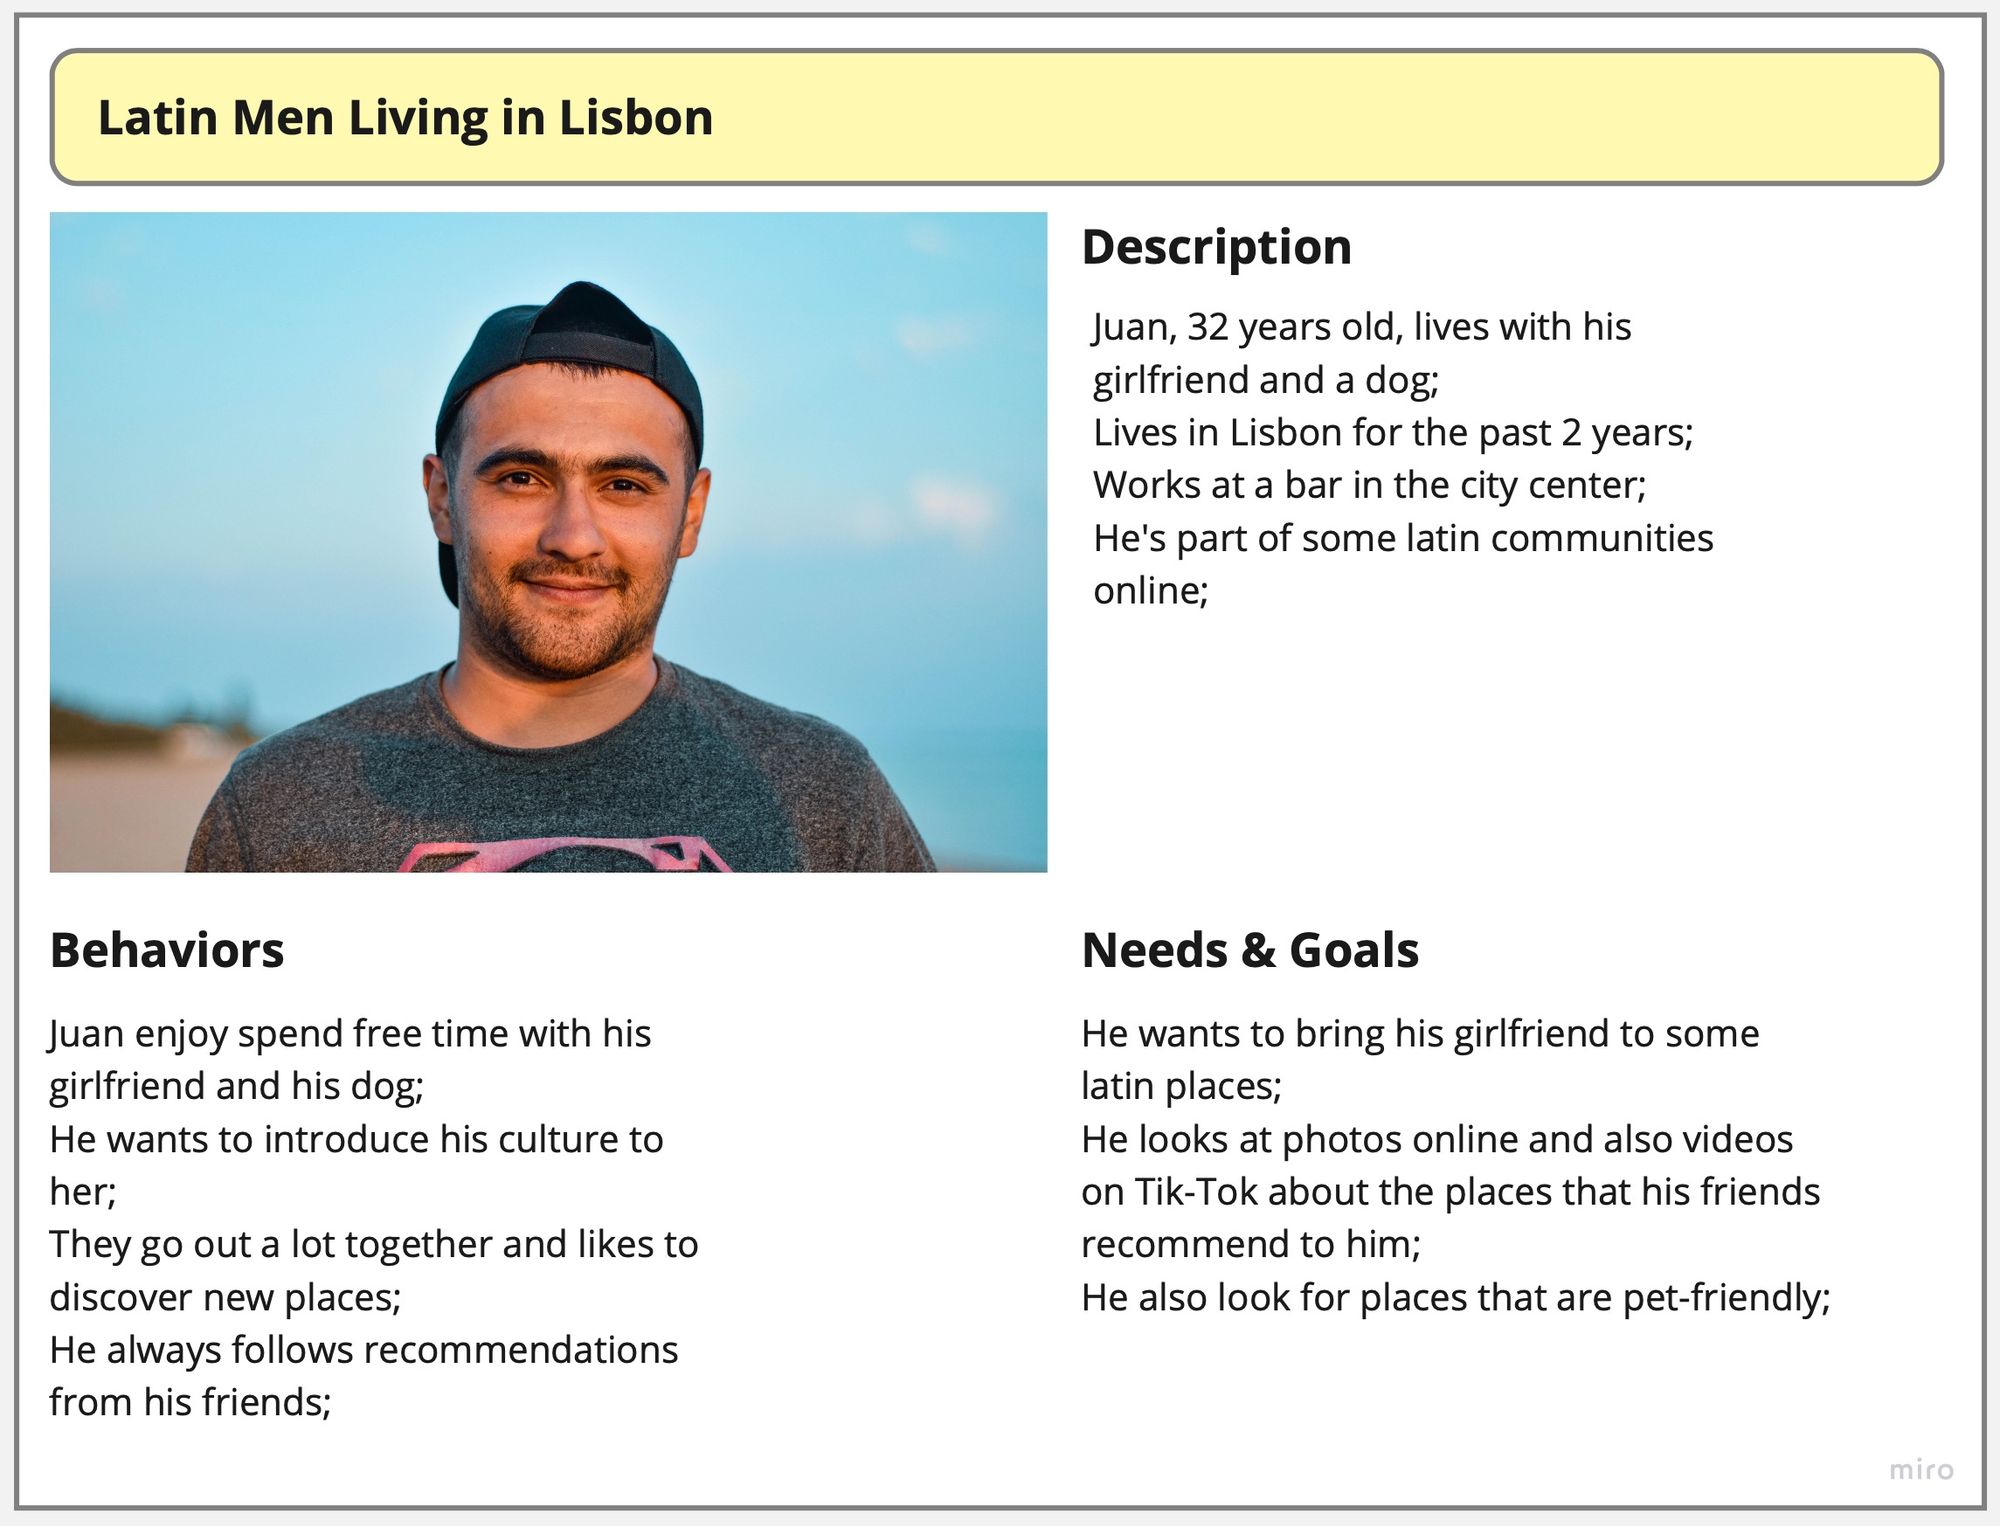 Latin Men Living in Lisbon
Description
Juan, 32 years old, lives with his
girlfriend and a dog;
Lives in Lisbon for the past 2 years;
Works at a bar in the city center;
He's part of some latin communities
online;
Behaviors
Juan enjoy spend free time with his
girlfriend and his dog;
He wants to introduce his culture to
her;
They go out a lot together and likes to
discover new places;
He always follows recommendations
from his friends;
Needs & Goals
He wants to bring his girlfriend to some
latin places;
He looks at photos online and also videos
on Tik-Tok about the places that his friends
recommend to him;
He also look for places that are pet-friendly;
miro